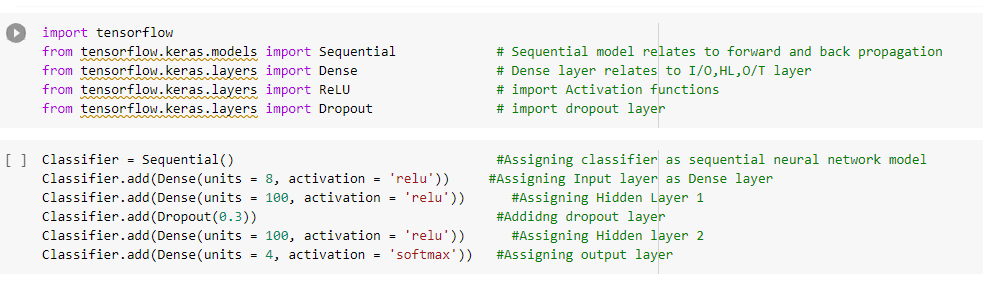 import tensorflow
from tensorflow.keras.models import Sequential # Sequential model relates to forward and back propagation
from tensorflow.keras.layers import Dense # Dense layer relates to I/O,HL,O/T layer
from tensorflow.keras.layers import ReLU # import Activation functions
from tensorflow.keras.layers import Dropout # import dropout layer
[ ] Classifier = Sequential() #Assigning classifier as sequential neural network model
Classifier.add(Dense(units = 8, activation = 'relu')) #Assigning Input layer as Dense layer
Classifier.add(Dense(units = 100, activation = 'relu')) #Assigning Hidden Layer 1
Classifier.add(Dropout(0.3)) #Addidng dropout layer
Classifier.add(Dense(units = 100, activation = 'relu')) #Assigning Hidden layer 2
Classifier.add(Dense(units = 4, activation = 'softmax')) #Assigning output layer